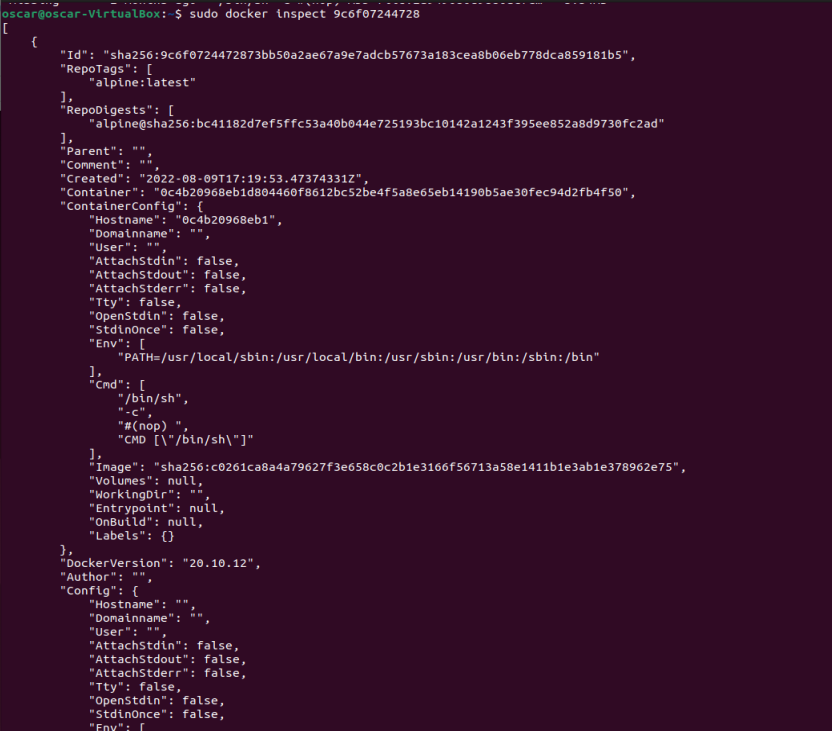 oscar@oscar-VirtualBox:~$ sudo docker inspect 9c6f07244728
[
    {
        "Id": "sha256:9c6f0724472873bb50a2ae67a9e7adcb57673a183cea8b06eb778dca859181b5",
        "RepoTags": [
            "alpine:latest"
        ],
        "RepoDigests": [
            "alpine@sha256:bc41182d7ef5ffc53a40b044e725193bc10142a1243f395ee852a8d9730fc2ad"
        ],
        "Parent": "",
        "Comment": "",
        "Created": "2022-08-09T17:19:53.47374331Z",
        "Container": "0c4b20968eb1d804460f8612bc52be4f5a8e65eb14190b5ae30fec94d2fb4f50",
        "ContainerConfig": {
            "Hostname": "0c4b20968eb1",
            "Domainname": "",
            "User": "",
            "AttachStdin": false,
            "AttachStdout": false,
            "AttachStderr": false,
            "Tty": false,
            "OpenStdin": false,
            "StdinOnce": false,
            "Env": [
                "PATH=/usr/local/sbin:/usr/local/bin:/usr/sbin:/usr/bin:/sbin:/bin"
            ],
            "Cmd": [
                "/bin/sh",
                "-c",
                "#(nop) ",
                "CMD [\"/bin/sh\"]"
            ],
            "Image": "sha256:c0261ca8a4a79627f3e658c0c2b1e3166f56713a58e1411b1e3ab1e378962e75",
            "Volumes": null,
            "WorkingDir": "",
            "Entrypoint": null,
            "OnBuild": null,
            "Labels": {}
        },
        "DockerVersion": "20.10.12",
        "Author": "",
        "Config": {
            "Hostname": "",
            "Domainname": "",
            "User": "",
            "AttachStdin": false,
            "AttachStdout": false,
            "AttachStderr": false,
            "Tty": false,
            "OpenStdin": false,
            "StdinOnce": false,
            "Env": [